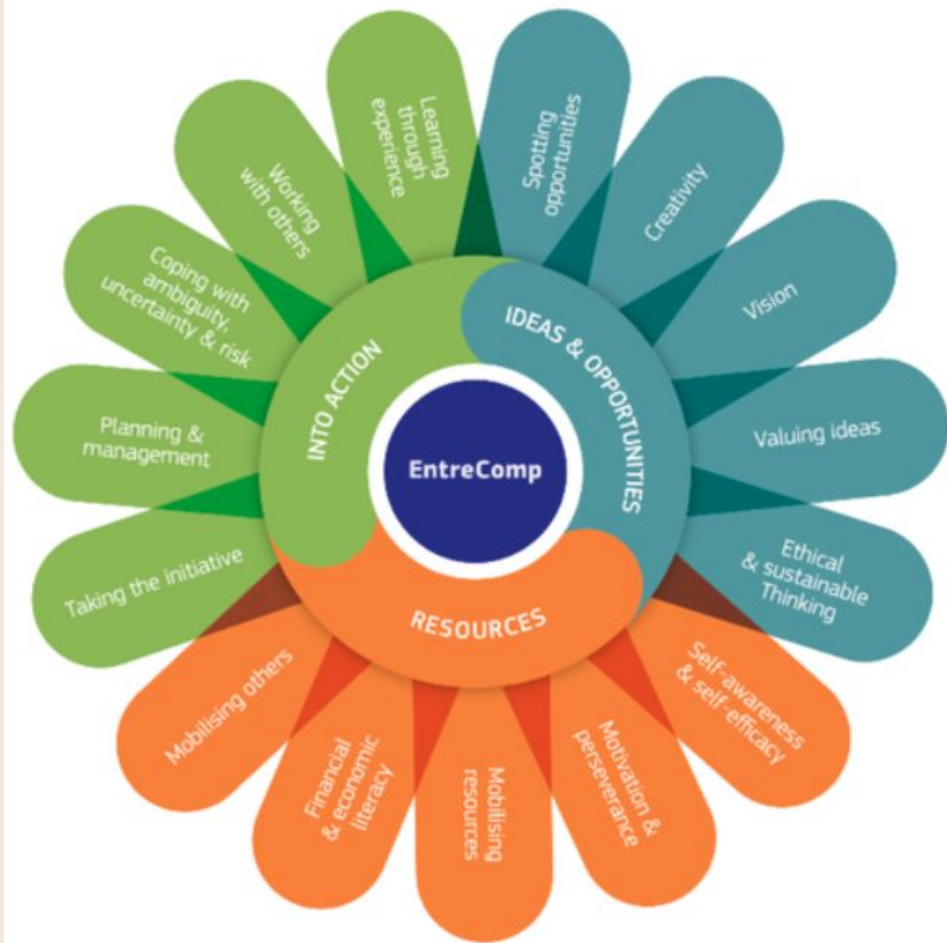 EntreComp
IDEAS & OPPORTUNITIES
Spotting
opportunities
Creativity
Vision
Valuing ideas
Ethical
& sustainable
Thinking
RESOURCES
Self-awareness
& self-efficacy
Motivation &
perseverance
Mobilising
resources
Financial
& economic
literacy
Mobilising others
INTO ACTION
Taking the initiative
Planning &
management
Coping with
ambiguity,
uncertainty & risk
Working
with others
Learning
through
experience